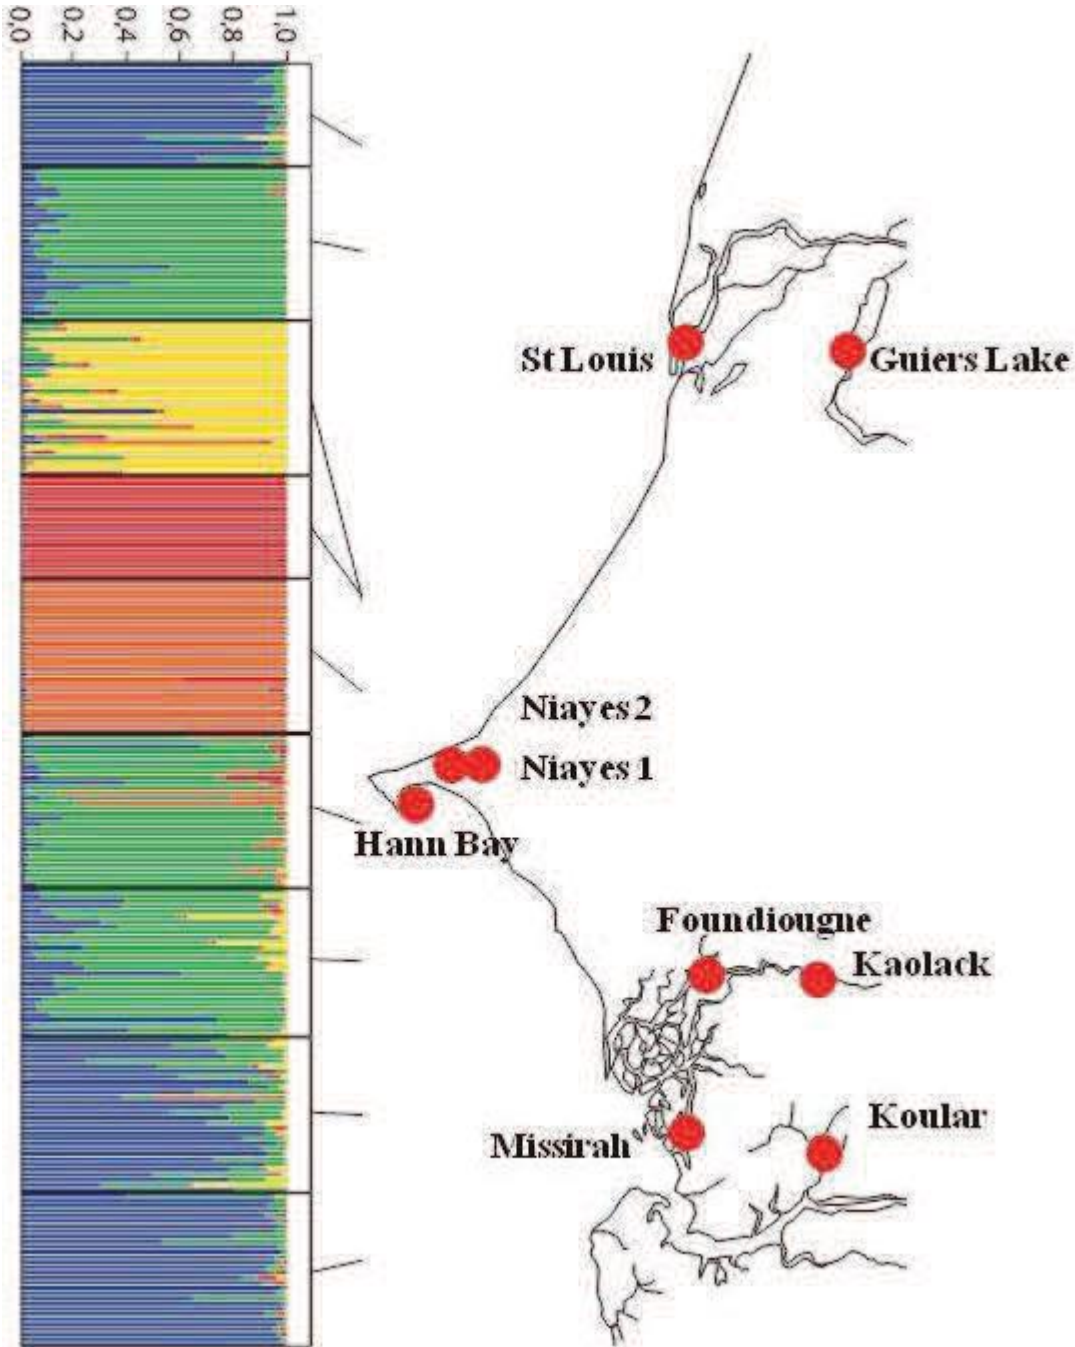 0,0 0,2 0,4 0,6 0,8 1,0
St Louis
Guiers Lake
Niayes 2
Niayes 1
Hann Bay
Foundiougne
Kaolack
Koular
Missirah